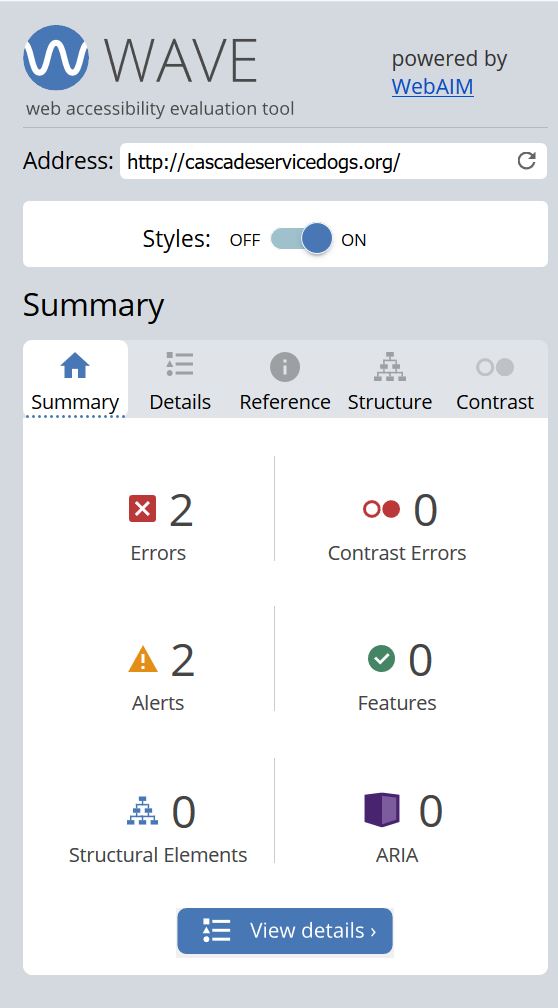 WAVE
powered by
WebAIM
web accessibility evaluation tool
Address: http://cascadeservicedogs.org/
Styles: OFF ON
Summary
Summary Details Reference Structure Contrast
2 0
Errors Contrast Errors
2 0
Alerts Features
0 0
Structural Elements ARIA
View details ›